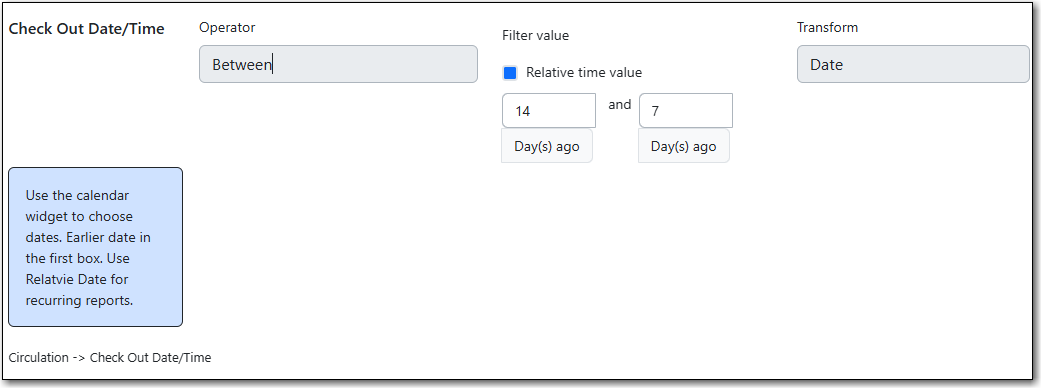 Check Out Date/Time
Operator
Between
Filter value
Relative time value
14 and 7
Day(s) ago Day(s) ago
Transform
Date
Use the calendar
widget to choose
dates. Earlier date in
the first box. Use
Relatvie Date for
recurring reports.
Circulation -> Check Out Date/Time